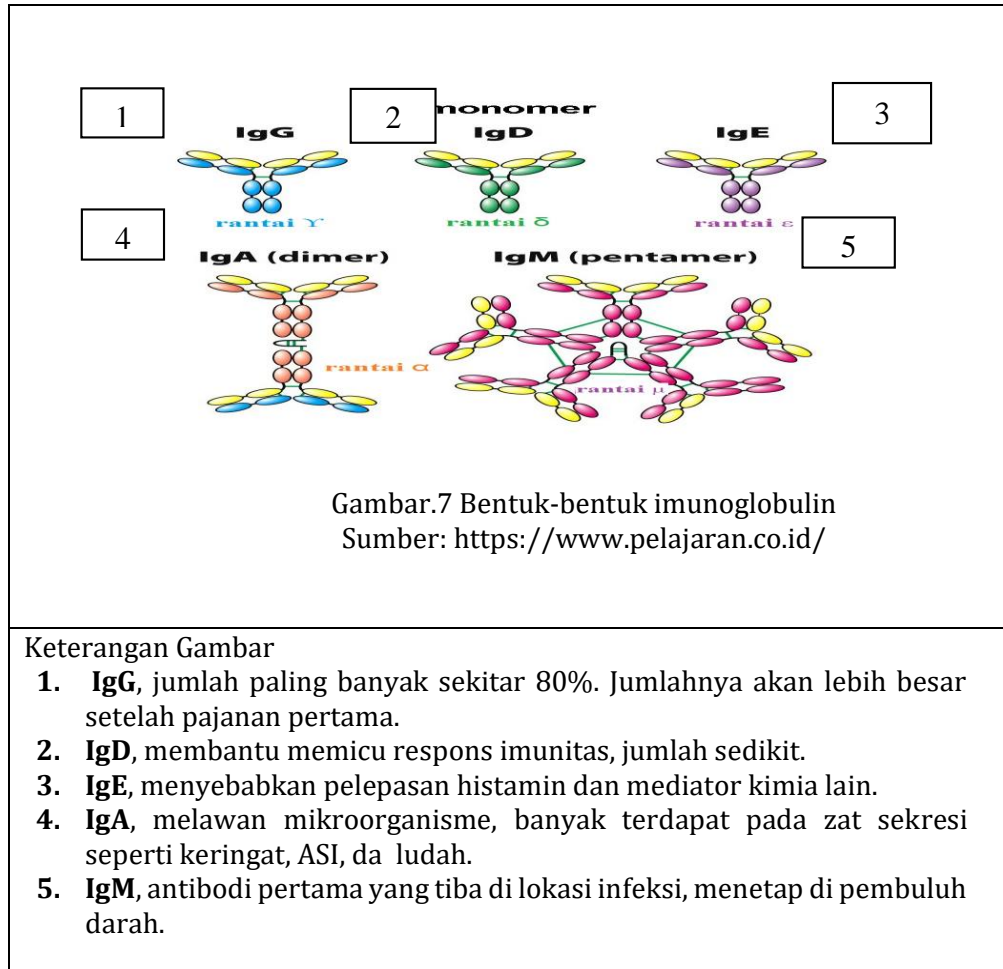 1
2
monomer
3
IgG
IgD
IgE
rantai ϒ
rantai δ
rantai ε
4
5
IgA (dimer)
IgM (pentamer)
rantai α
rantai μ
Gambar.7 Bentuk-bentuk imunoglobulin
Sumber: https://www.pelajaran.co.id/
Keterangan Gambar
1. IgG, jumlah paling banyak sekitar 80%. Jumlahnya akan lebih besar
setelah pajanan pertama.
2. IgD, membantu memicu respons imunitas, jumlah sedikit.
3. IgE, menyebabkan pelepasan histamin dan mediator kimia lain.
4. IgA, melawan mikroorganisme, banyak terdapat pada zat sekresi
seperti keringat, ASI, da ludah.
5. IgM, antibodi pertama yang tiba di lokasi infeksi, menetap di pembuluh
darah.